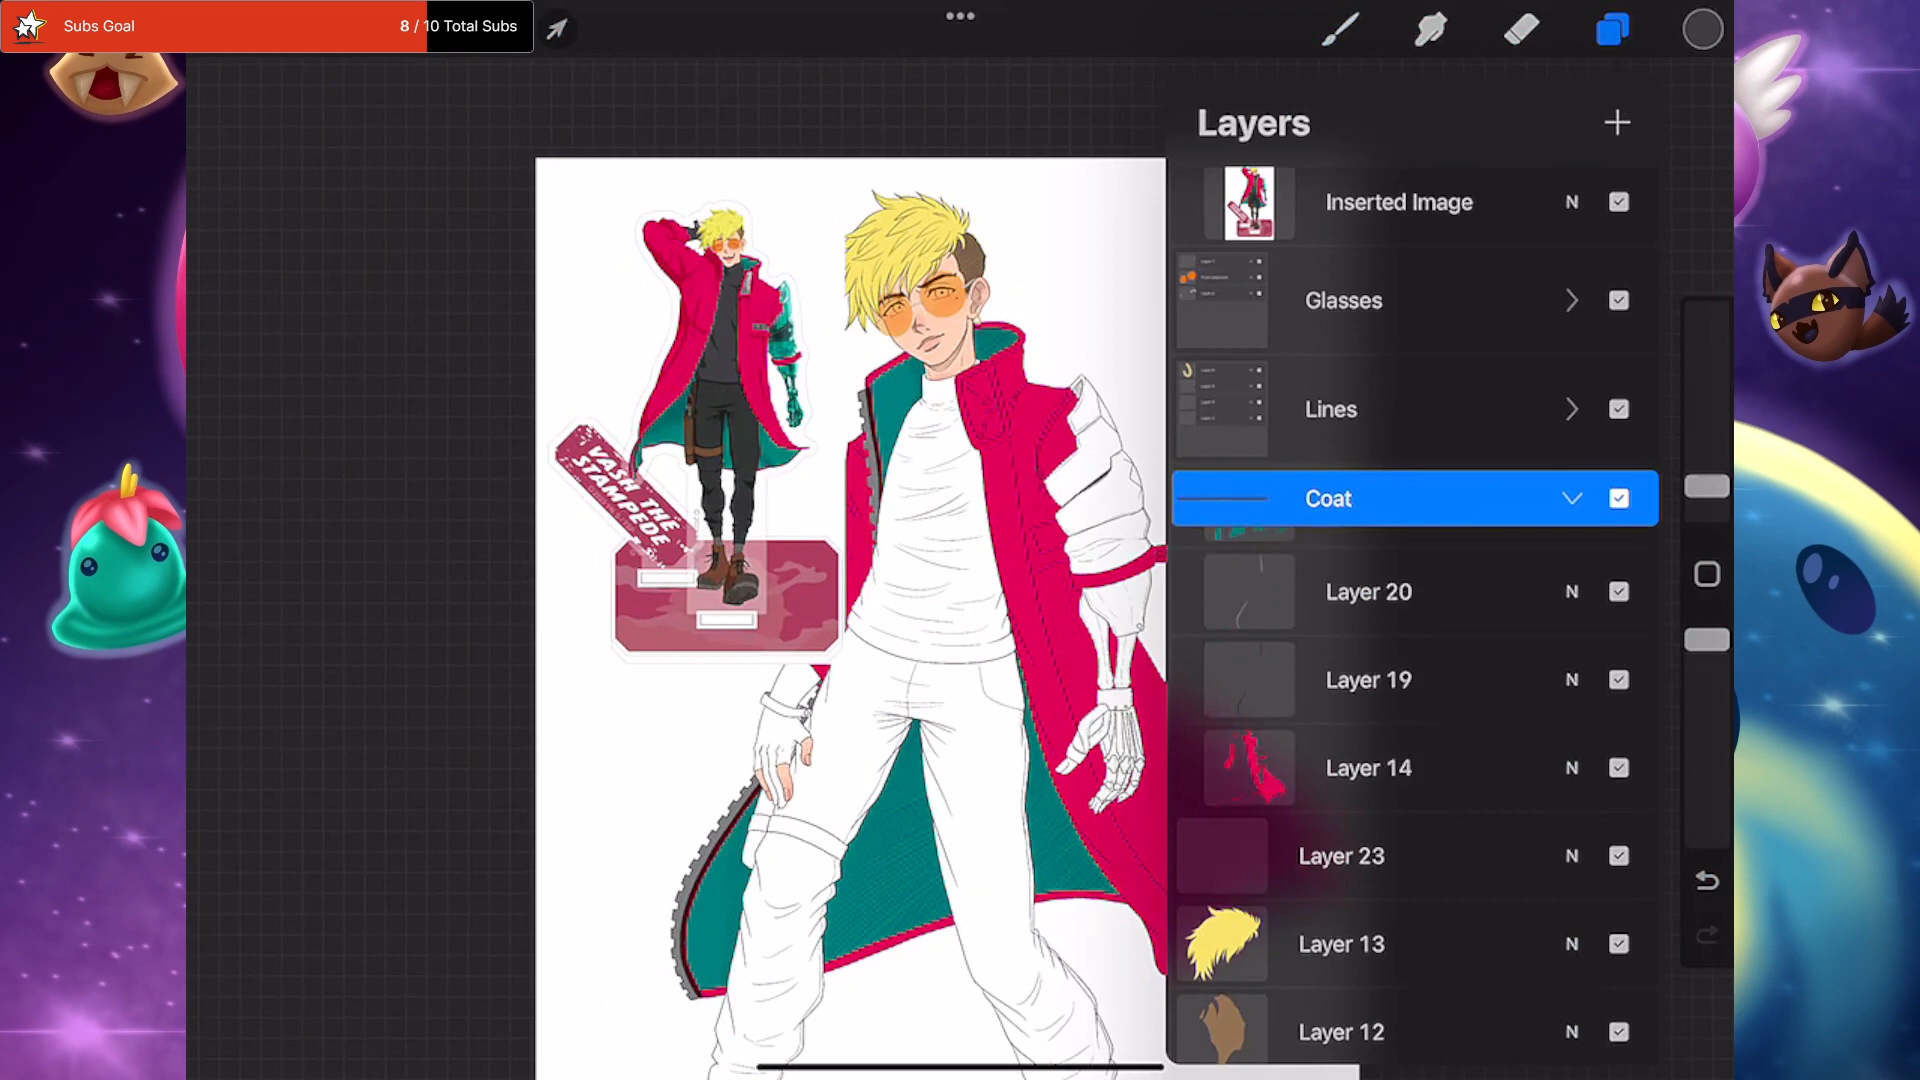 Subs Goal
8 / 10 Total Subs
Layers
Inserted Image
N
Glasses
Lines
Coat
Layer 20
N
Layer 19
N
Layer 14
N
Layer 23
N
Layer 13
N
Layer 12
N
VASH THE
STAMPEDE